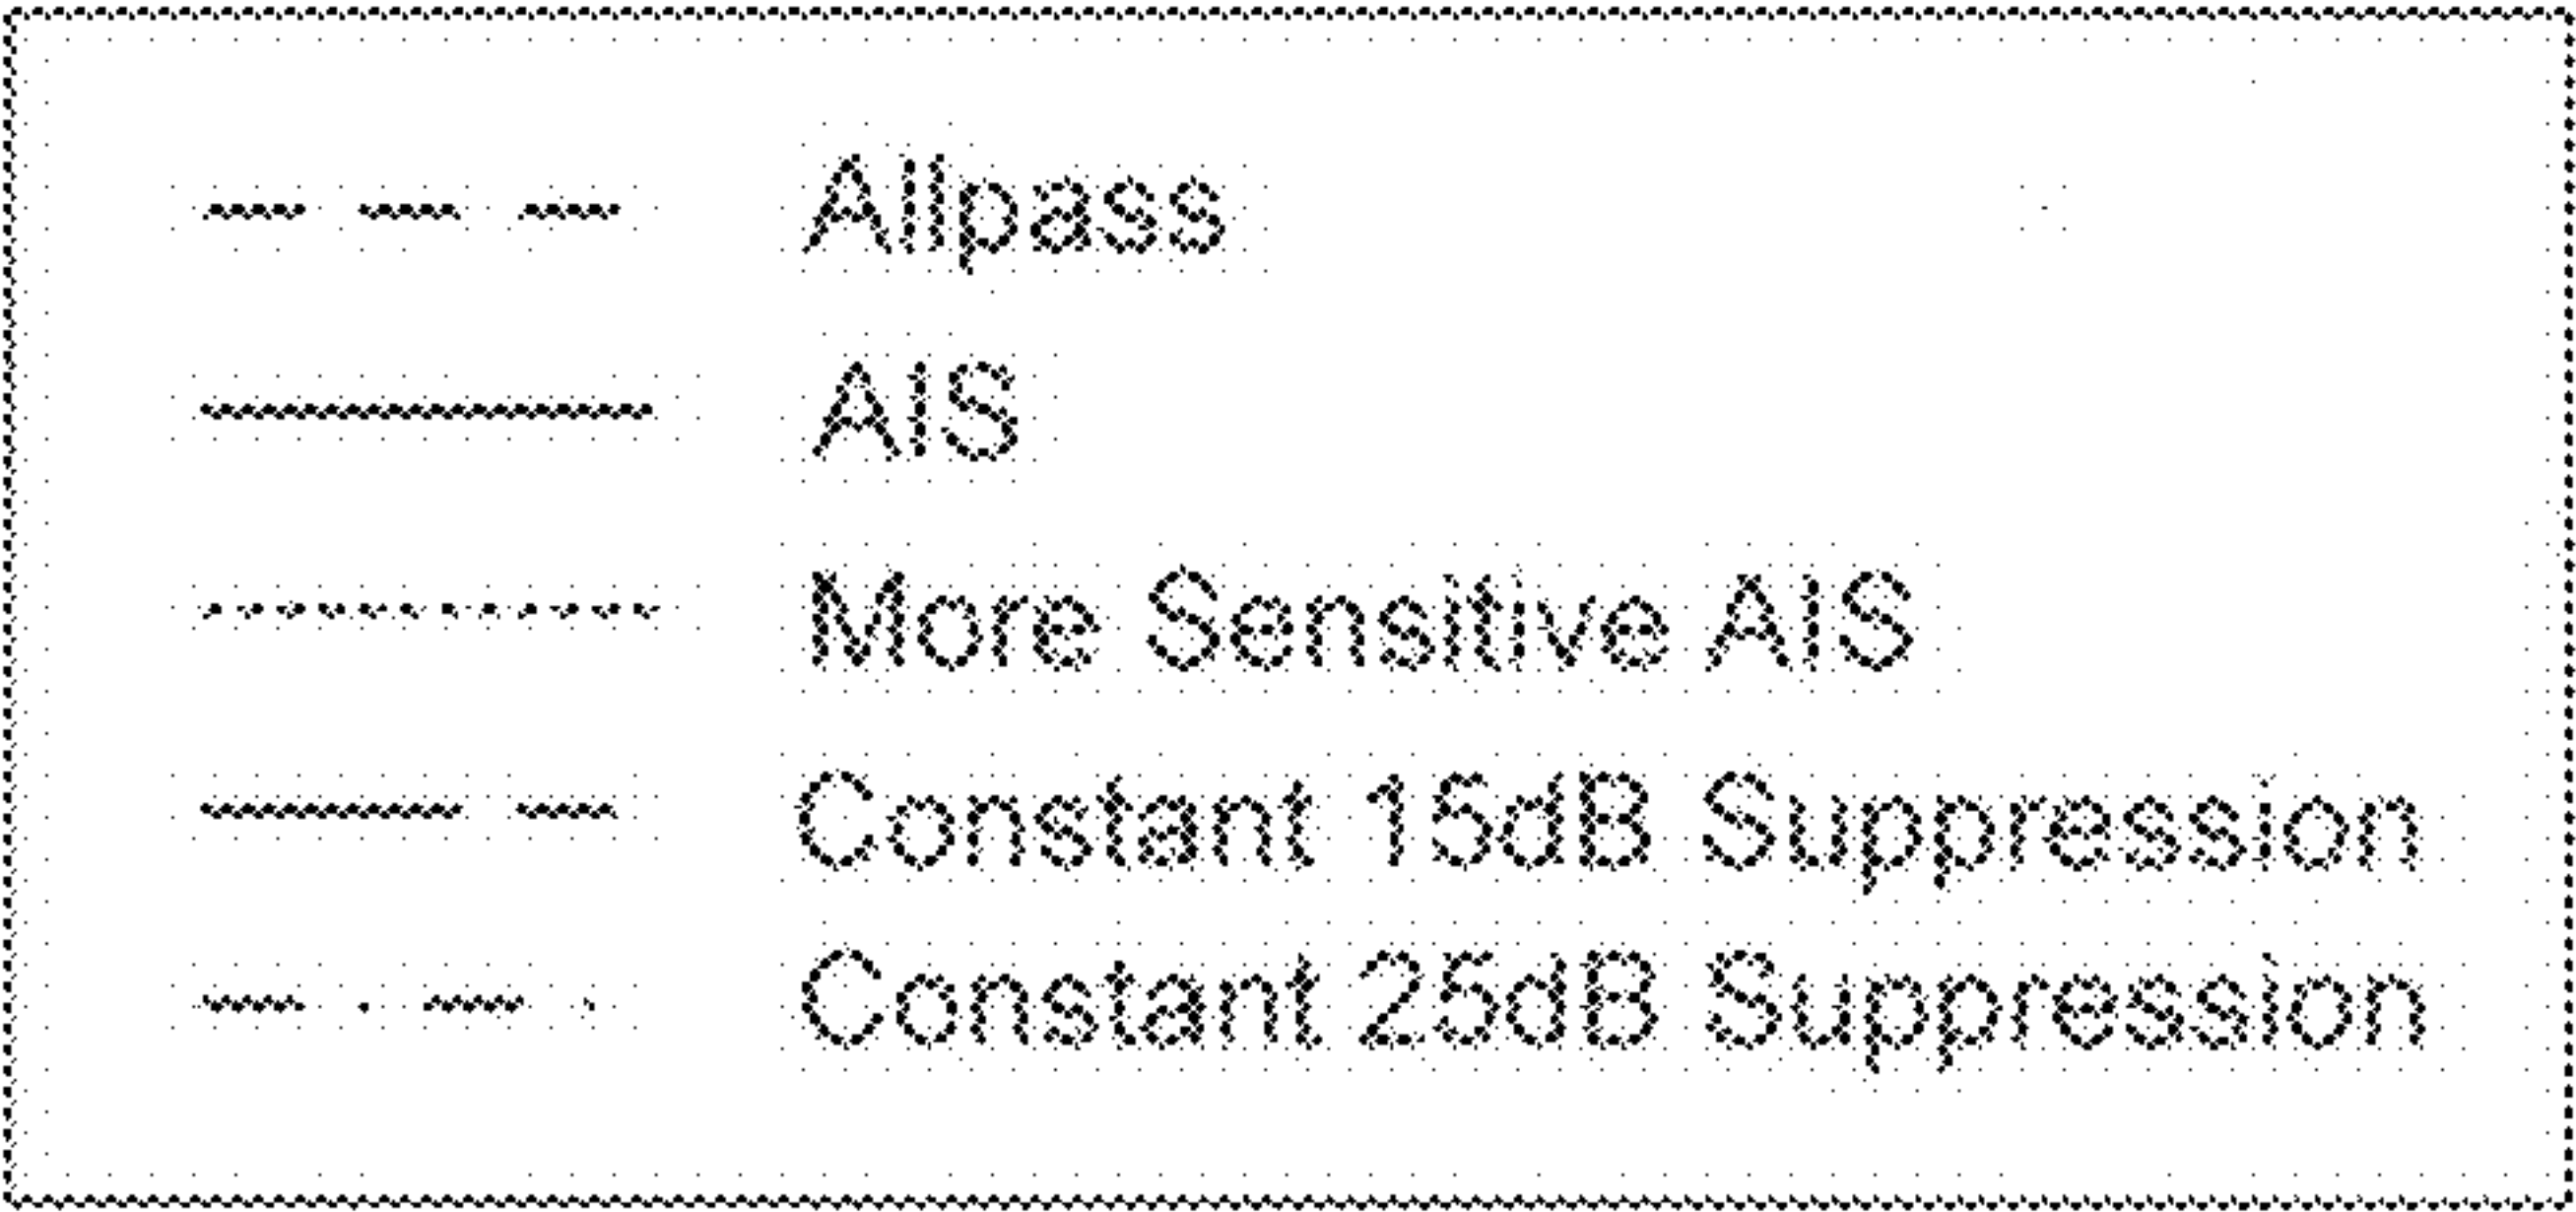 Allpass
AIS
More Sensitive AIS
Constant 15dB Suppression
Constant 25dB Suppression